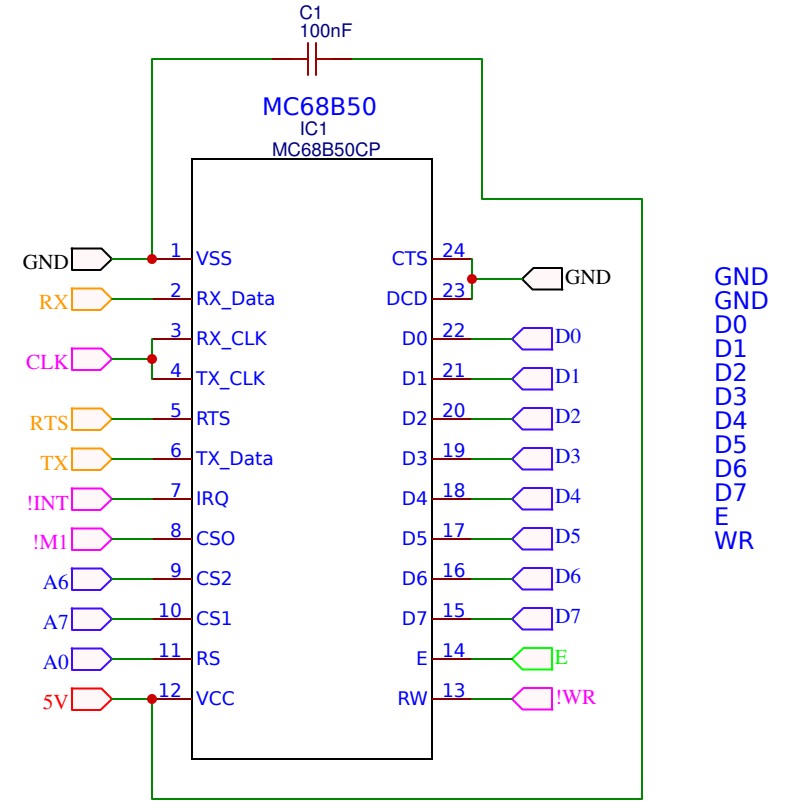 C1
100nF
MC68B50
IC1
MC68B50CP
GND 1 VSS CTS 24 GND
RX 2 RX_Data DCD 23
CLK 3 RX_CLK D0 22 D0
4 TX_CLK D1 21 D1
RTS 5 RTS D2 20 D2
TX 6 TX_Data D3 19 D3
!INT 7 IRQ D4 18 D4
!M1 8 CSO D5 17 D5
A6 9 CS2 D6 16 D6
A7 10 CS1 D7 15 D7
A0 11 RS E 14 E
5V 12 VCC RW 13 !WR
GND
GND
D0
D1
D2
D3
D4
D5
D6
D7
E
WR